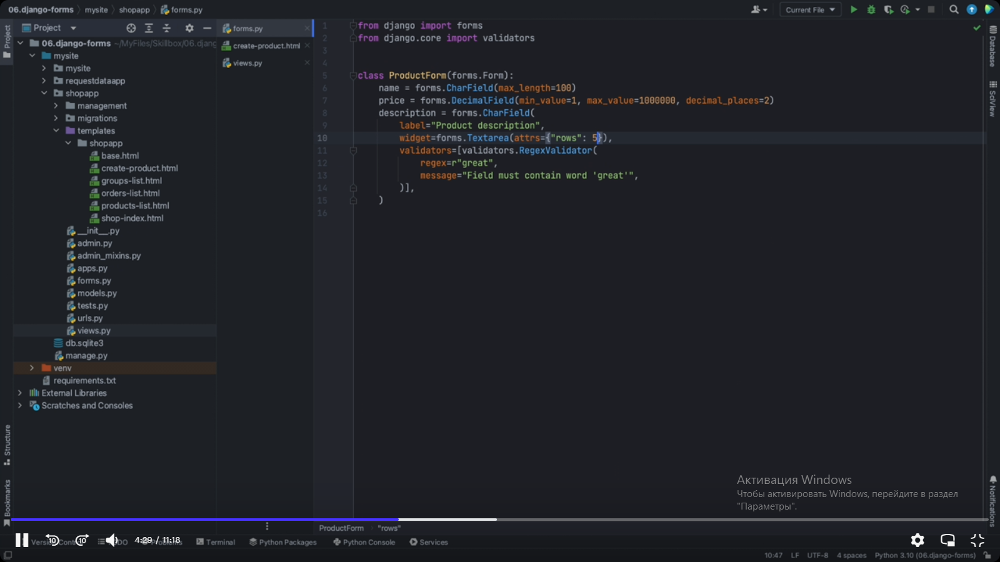 06.django-forms mysite shopapp forms.py
Current File
Project
Project
forms.py
create-product.html
views.py
06.django-forms ~/MyFiles/Skillbox/06.djang
mysite
mysite
requestdataapp
shopapp
management
migrations
templates
shopapp
base.html
create-product.html
groups-list.html
orders-list.html
products-list.html
shop-index.html
__init__.py
admin.py
admin_mixins.py
apps.py
forms.py
models.py
tests.py
urls.py
views.py
db.sqlite3
manage.py
venv
requirements.txt
External Libraries
Scratches and Consoles
Structure
Bookmarks
1 from django import forms
2 from django.core import validators
3
4
5 class ProductForm(forms.Form):
6 name = forms.CharField(max_length=100)
7 price = forms.DecimalField(min_value=1, max_value=1000000, decimal_places=2)
8 description = forms.CharField(
9 label="Product description",
10 widget=forms.Textarea(attrs={"rows": 5}),
11 validators=[validators.RegexValidator(
12 regex=r"great",
13 message="Field must contain word 'great'",
14 )],
15 )
16
Database
SciView
Notifications
Активация Windows
Чтобы активировать Windows, перейдите в раздел
"Параметры".
ProductForm "rows"
10 10 4:29 / 11:18
Terminal Python Packages Python Console Services
10:47 LF UTF-8 4 spaces Python 3.10 (06.django-forms)